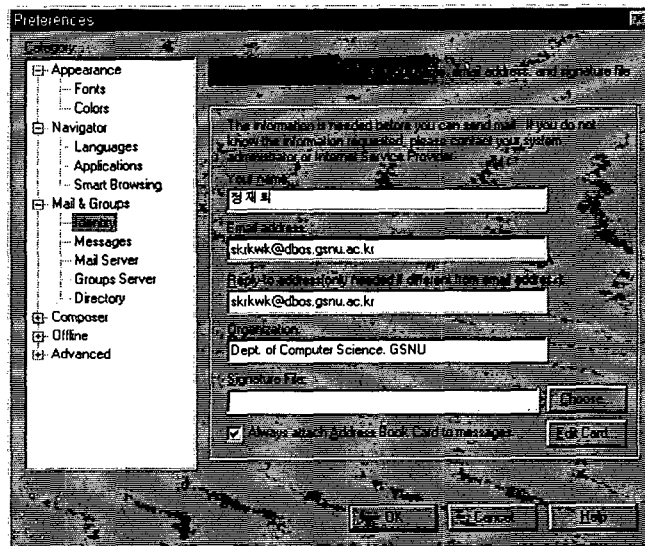 Preferences
Category:
Appearance
Fonts
Colors
Navigator
Languages
Applications
Smart Browsing
Mail & Groups
Identity
Messages
Mail Server
Groups Server
Directory
Composer
Offline
Advanced
email address, and signature file
The information is needed before you can send mail. If you do not
know the information requested, please contact your system
administrator or Internet Service Provider.
Your name:
정재희
Email address:
skrkwk@dbos.gsnu.ac.kr
Reply-to address(only needed if different from email address):
skrkwk@dbos.gsnu.ac.kr
Organization:
Dept. of Computer Science. GSNU
Signature File:
Choose...
Always attach Address Book Card to messages
Edit Card...
OK
Cancel
Help